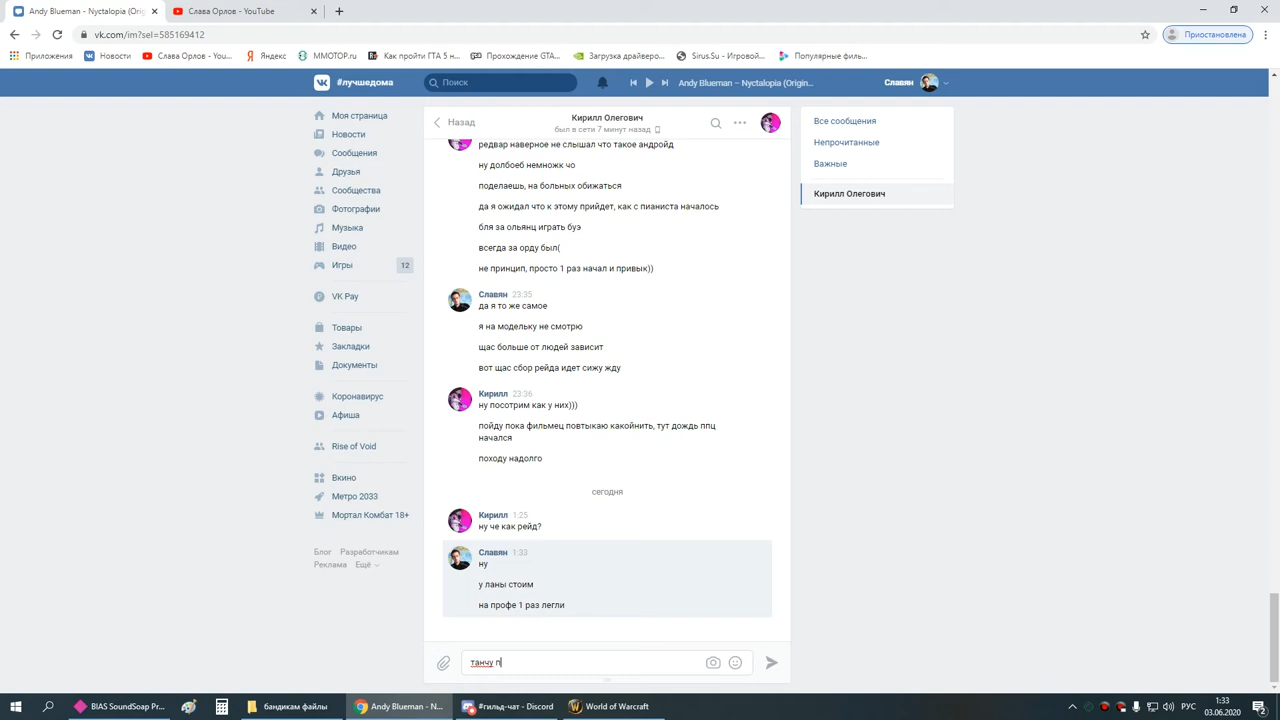 Andy Blueman - Nyctalopia (Orig
Слава Орлов - YouTube
vk.com/im?sel=585169412
Приостановлена
Приложения
Новости
Слава Орлов - You...
Яндекс
MMOTOP.ru
Как пройти ГТА 5 н...
Прохождение GTA...
Загрузка драйверо...
Sirus.Su - Игровой...
Популярные филь...
#лучшедома
Поиск
Andy Blueman – Nyctalopia (Origin...
Славян
Моя страница
Новости
Сообщения
Друзья
Сообщества
Фотографии
Музыка
Видео
Игры 12
VK Pay
Товары
Закладки
Документы
Коронавирус
Афиша
Rise of Void
Вкино
Метро 2033
Мортал Комбат 18+
Блог Разработчикам
Реклама Ещё
Назад
Кирилл Олегович
был в сети 7 минут назад
редвар наверное не слышал что такое андройд
ну долбоеб немножк чо
поделаешь, на больных обижаться
да я ожидал что к этому прийдет, как с пианиста началось
бля за ольянц играть буэ
всегда за орду был(
не принцип, просто 1 раз начал и привык))
Славян 23:35
да я то же самое
я на модельку не смотрю
щас больше от людей зависит
вот щас сбор рейда идет сижу жду
Кирилл 23:36
ну посотрим как у них)))
пойду пока фильмец повтыкаю какойнить, тут дождь ппц
начался
походу надолго
сегодня
Кирилл 1:25
ну че как рейд?
Славян 1:33
ну
у ланы стоим
на профе 1 раз легли
танчу п
Все сообщения
Непрочитанные
Важные
Кирилл Олегович
BIAS SoundSoap Pr...
бандикам файлы
Andy Blueman - N...
#гильд-чат - Discord
World of Warcraft
РУС
1:33
03.06.2020
2